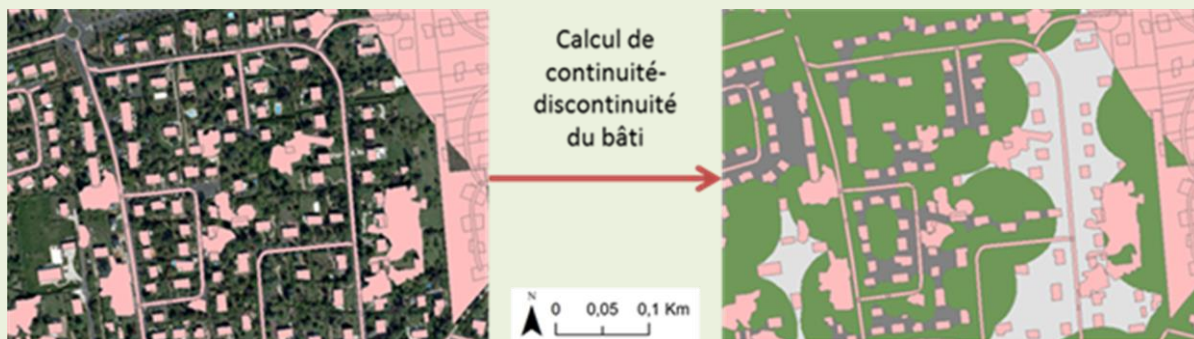 Calcul de
continuité-
discontinuité
du bâti
N
0 0,05 0,1 Km